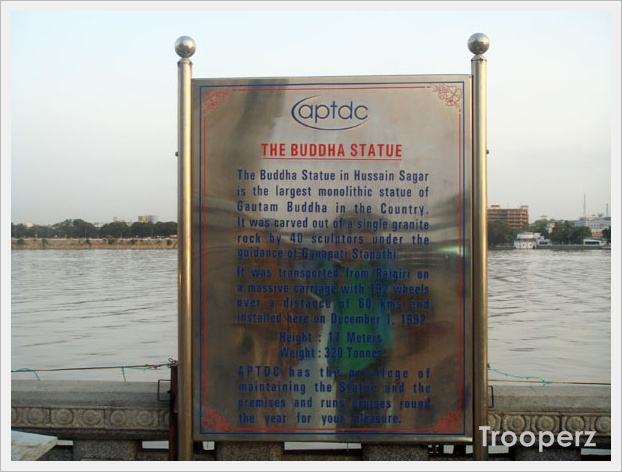 aptdc
THE BUDDHA STATUE
The Buddha Statue in Hussain Sagar
is the largest monolithic statue of
Gautam Buddha in the Country.
It was carved out of a single granite
rock by 40 sculptors under the
guidance of Ganapati Stapathi
It was transported from Raigiri on
a massive carriage with 192 wheels
over a distance of 60 kms and
installed here on December 1, 1992
Height : 17 Meters
Weight : 320 Tonnes
APTDC has the privilege of
maintaining the Statue and the
premises and runs cruises round
the year for your pleasure.
Trooperz